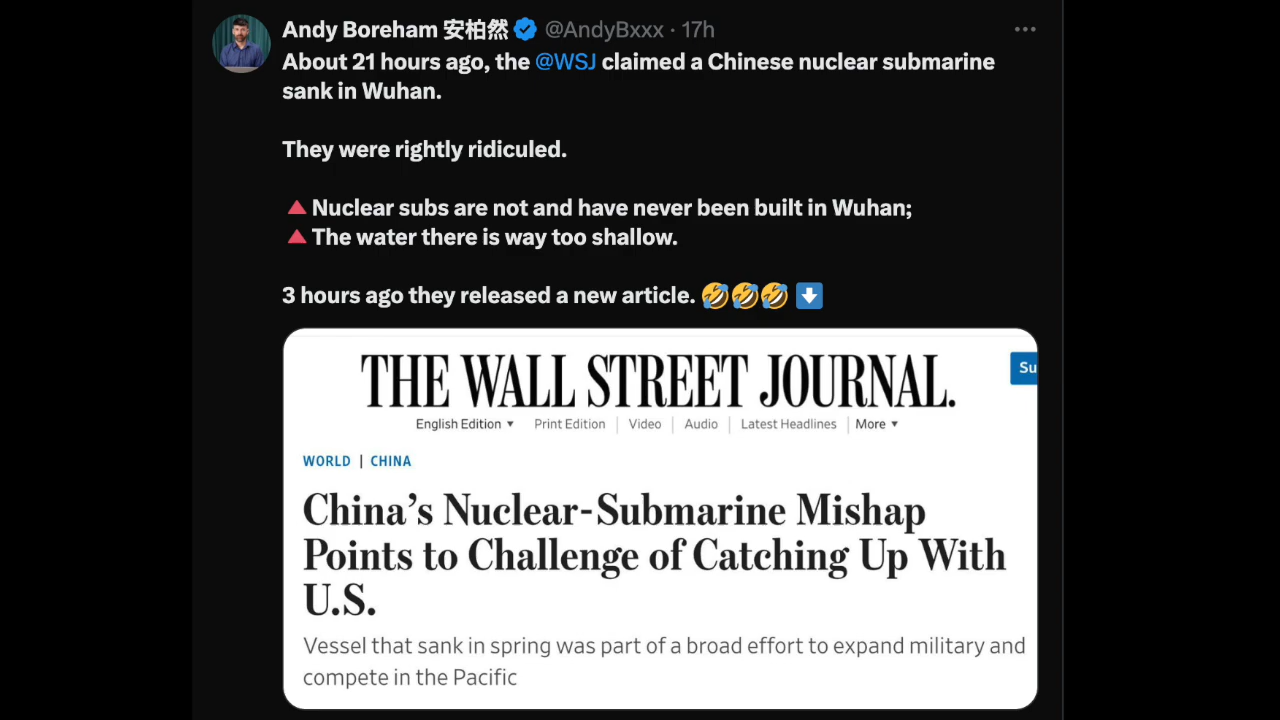 Andy Boreham 安柏然 @AndyBxxx · 17h
About 21 hours ago, the @WSJ claimed a Chinese nuclear submarine
sank in Wuhan.
They were rightly ridiculed.
🔺Nuclear subs are not and have never been built in Wuhan;
🔺The water there is way too shallow.
3 hours ago they released a new article. 🤣🤣🤣 ⬇️
THE WALL STREET JOURNAL.
Su
English Edition ▼ Print Edition | Video | Audio | Latest Headlines | More ▼
WORLD | CHINA
China’s Nuclear-Submarine Mishap
Points to Challenge of Catching Up With
U.S.
Vessel that sank in spring was part of a broad effort to expand military and
compete in the Pacific